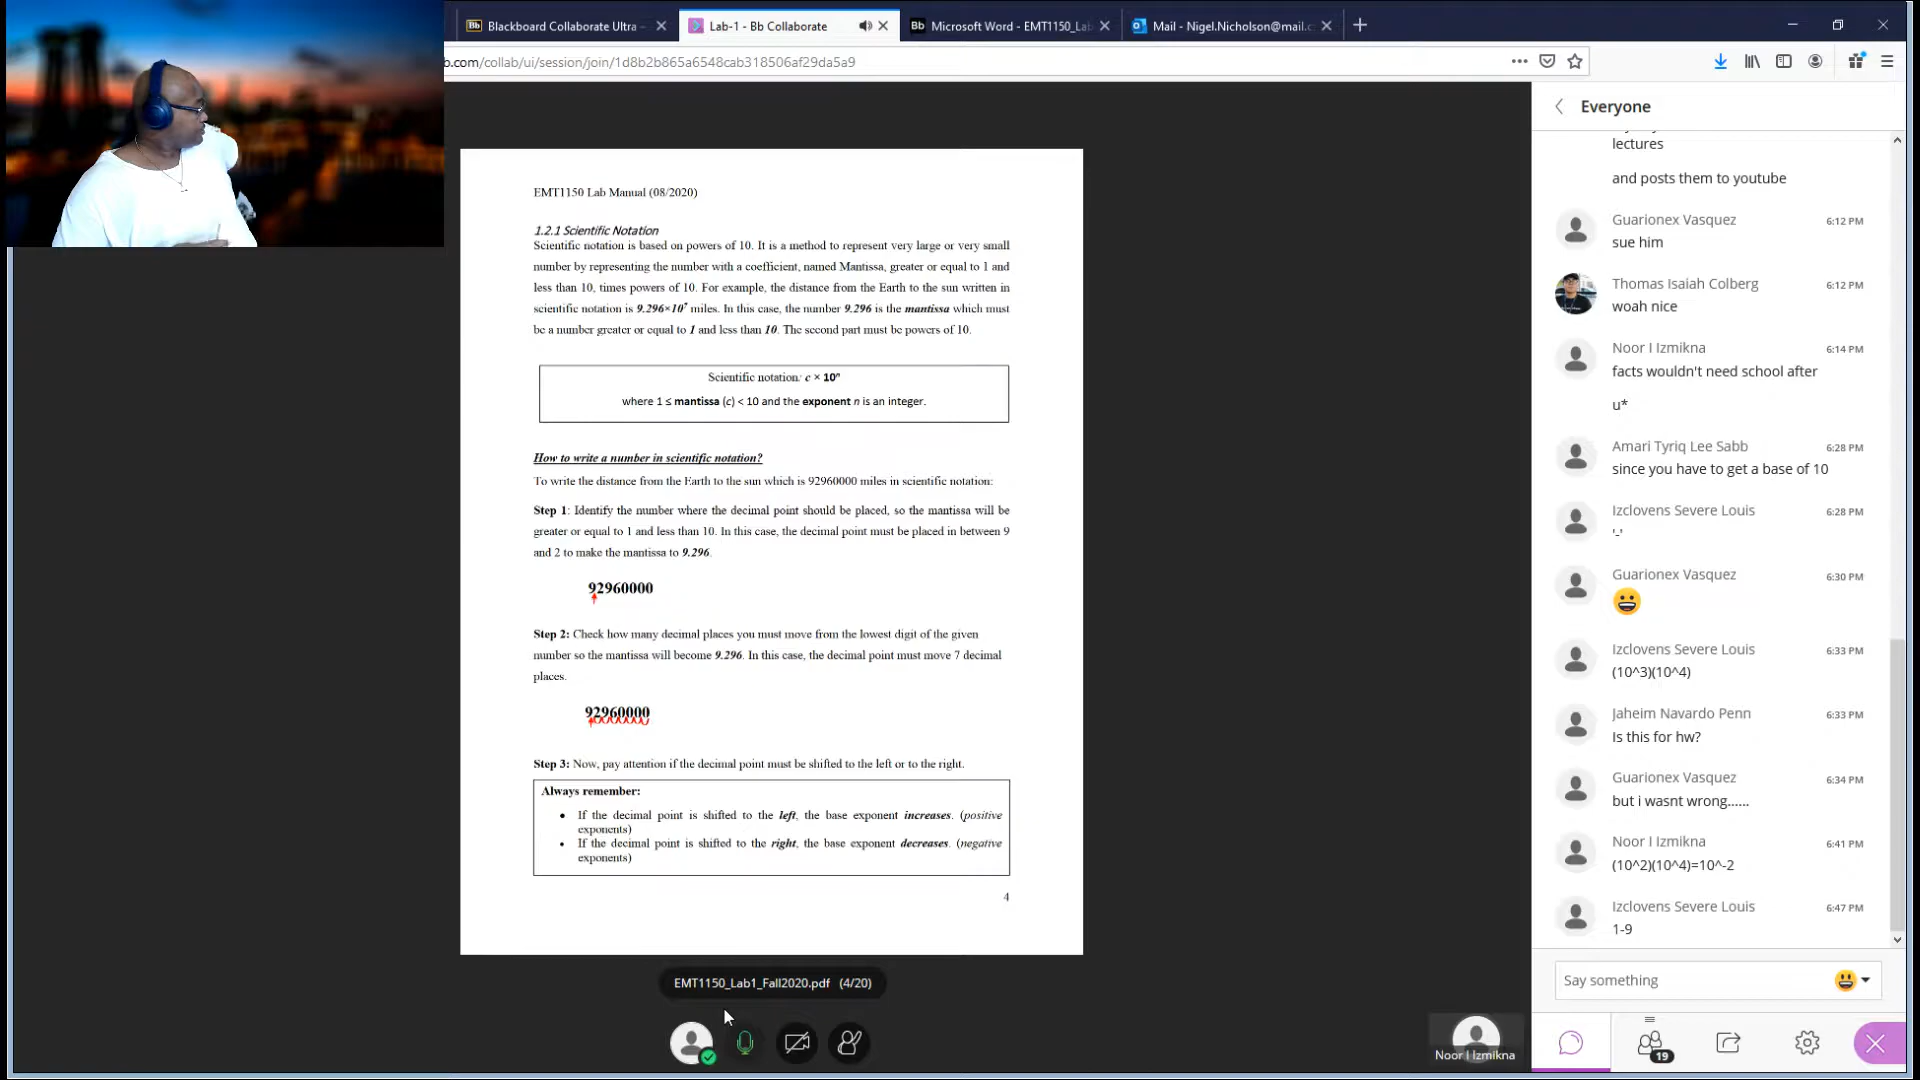 Blackboard Collaborate Ultra –
Lab-1 - Bb Collaborate
Microsoft Word - EMT1150_La
Mail - Nigel.Nicholson@mail.c
b.com/collab/ui/session/join/1d8b2b865a6548cab318506af29da5a9
EMT1150 Lab Manual (08/2020)
1.2.1 Scientific Notation
Scientific notation is based on powers of 10. It is a method to represent very large or very small
number by representing the number with a coefficient, named Mantissa, greater or equal to 1 and
less than 10, times powers of 10. For example, the distance from the Earth to the sun written in
scientific notation is 9.296×10⁷ miles. In this case, the number 9.296 is the mantissa which must
be a number greater or equal to 1 and less than 10. The second part must be powers of 10.
Scientific notation: c × 10ⁿ
where 1 ≤ mantissa (c) < 10 and the exponent n is an integer.
How to write a number in scientific notation?
To write the distance from the Earth to the sun which is 92960000 miles in scientific notation:
Step 1: Identify the number where the decimal point should be placed, so the mantissa will be
greater or equal to 1 and less than 10. In this case, the decimal point must be placed in between 9
and 2 to make the mantissa to 9.296.
92960000
Step 2: Check how many decimal places you must move from the lowest digit of the given
number so the mantissa will become 9.296. In this case, the decimal point must move 7 decimal
places.
92960000
Step 3: Now, pay attention if the decimal point must be shifted to the left or to the right.
Always remember:
• If the decimal point is shifted to the left, the base exponent increases. (positive
exponents)
• If the decimal point is shifted to the right, the base exponent decreases. (negative
exponents)
4
EMT1150_Lab1_Fall2020.pdf (4/20)
Noor I Izmikna
Everyone
lectures
and posts them to youtube
Guarionex Vasquez 6:12 PM
sue him
Thomas Isaiah Colberg 6:12 PM
woah nice
Noor I Izmikna 6:14 PM
facts wouldn't need school after
u*
Amari Tyriq Lee Sabb 6:28 PM
since you have to get a base of 10
Izclovens Severe Louis 6:28 PM
'-'
Guarionex Vasquez 6:30 PM
😀
Izclovens Severe Louis 6:33 PM
(10^3)(10^4)
Jaheim Navardo Penn 6:33 PM
Is this for hw?
Guarionex Vasquez 6:34 PM
but i wasnt wrong......
Noor I Izmikna 6:41 PM
(10^2)(10^4)=10^-2
Izclovens Severe Louis 6:47 PM
1-9
Say something
19